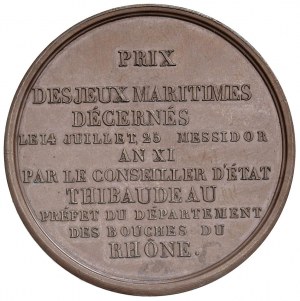 PRIX
DES JEUX MARITIMES
DÉCERNÉS
LE 14 JUILLET, 25 MESSIDOR
AN XI
PAR LE CONSEILLER D'ÉTAT
THIBAUDEAU
PRÉFET DU DÉPARTEMENT
DES BOUCHES DU
RHÔNE